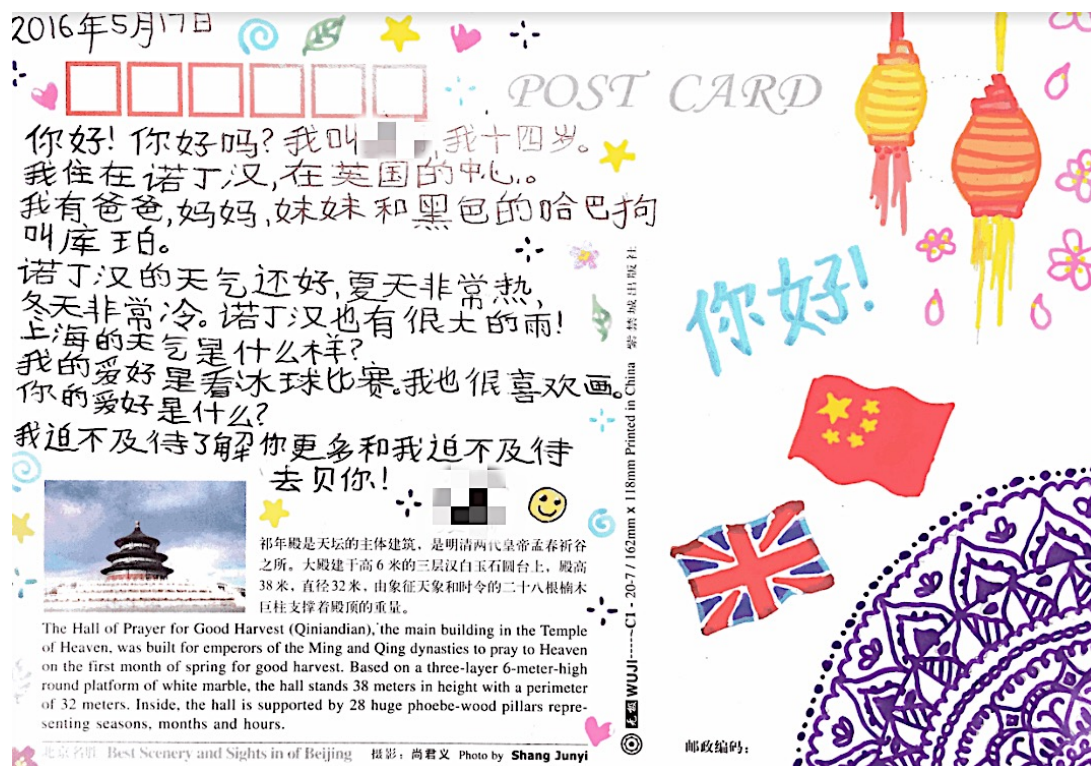 2016年5月17日
POST CARD
你好！你好吗？我叫 ,我十四岁。
我住在诺丁汉,在英国的中心。
我有爸爸,妈妈,妹妹和黑色的哈巴狗
叫库珀。
诺丁汉的天气还好,夏天非常热,
冬天非常冷。诺丁汉也有很大的雨!
上海的天气是什么样?
我的爱好是看冰球比赛。我也很喜欢画。
你的爱好是什么?
我迫不及待了解你更多和我迫不及待
去贝你!
祁年殿是天坛的主体建筑，是明清两代皇帝孟春祈谷
之所。大殿建于高6米的三层汉白玉石圆台上，殿高
38米，直径32米，由象征天象和时令的二十八根楠木
巨柱支撑着殿顶的重量。
The Hall of Prayer for Good Harvest (Qiniandian), the main building in the Temple
of Heaven, was built for emperors of the Ming and Qing dynasties to pray to Heaven
on the first month of spring for good harvest. Based on a three-layer 6-meter-high
round platform of white marble, the hall stands 38 meters in height with a perimeter
of 32 meters. Inside, the hall is supported by 28 huge phoebe-wood pillars repre-
senting seasons, months and hours.
北京名胜 Best Scenery and Sights in of Beijing 摄影：尚君义 Photo by Shang Junyi
WUJI------C1 - 20-7 / 162mm x 118mm Printed in China 紫禁城出版社
你好!
邮政编码：